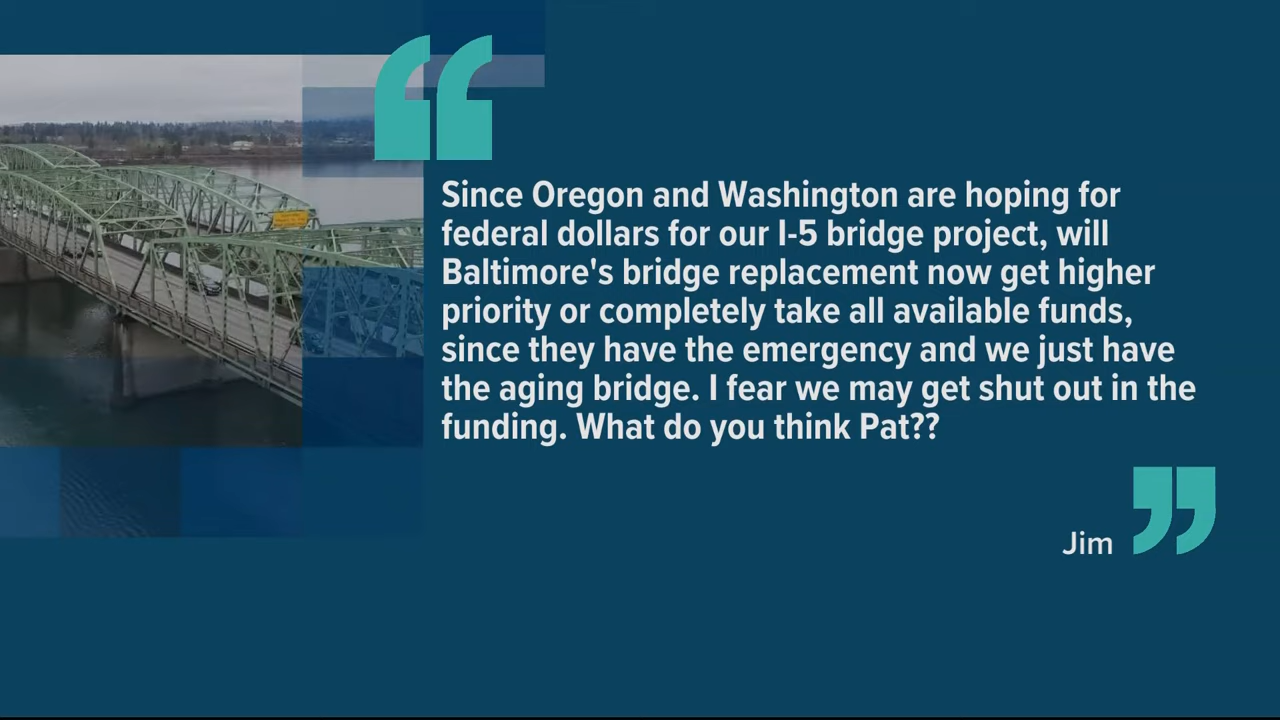 Since Oregon and Washington are hoping for
federal dollars for our I-5 bridge project, will
Baltimore's bridge replacement now get higher
priority or completely take all available funds,
since they have the emergency and we just have
the aging bridge. I fear we may get shut out in the
funding. What do you think Pat??
Jim